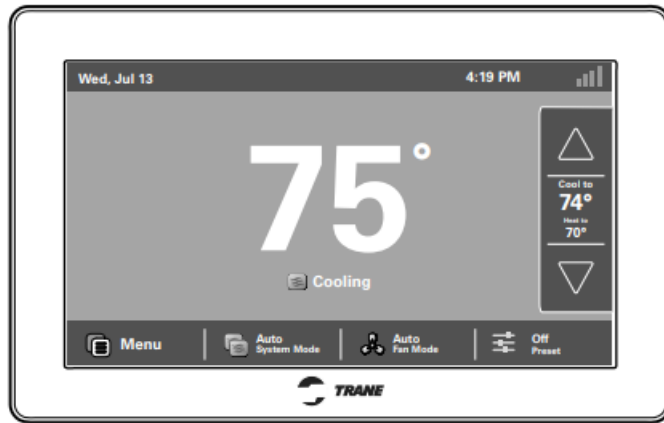 Wed, Jul 13
4:19 PM
75°
Cooling
Cool to
74°
Heat to
70°
Menu
Auto
System Mode
Auto
Fan Mode
Off
Preset
TRANE